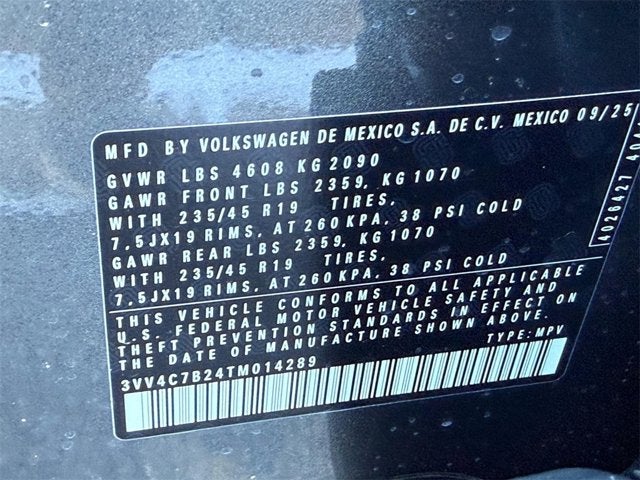 MFD BY VOLKSWAGEN DE MEXICO S.A. DE C.V. MEXICO 09/25
GVWR LBS 4608 KG 2090
GAWR FRONT LBS 2359, KG 1070
WITH 235/45 R19 TIRES,
7,5JX19 RIMS, AT 260 KPA, 38 PSI COLD
GAWR REAR LBS 2359, KG 1070
WITH 235/45 R19 TIRES,
7,5JX19 RIMS, AT 260 KPA, 38 PSI COLD
THIS VEHICLE CONFORMS TO ALL APPLICABLE
U.S. FEDERAL MOTOR VEHICLE SAFETY AND
THEFT PREVENTION STANDARDS IN EFFECT ON
THE DATE OF MANUFACTURE SHOWN ABOVE.
TYPE: MPV
3VV4C7B24TM014289
4028427